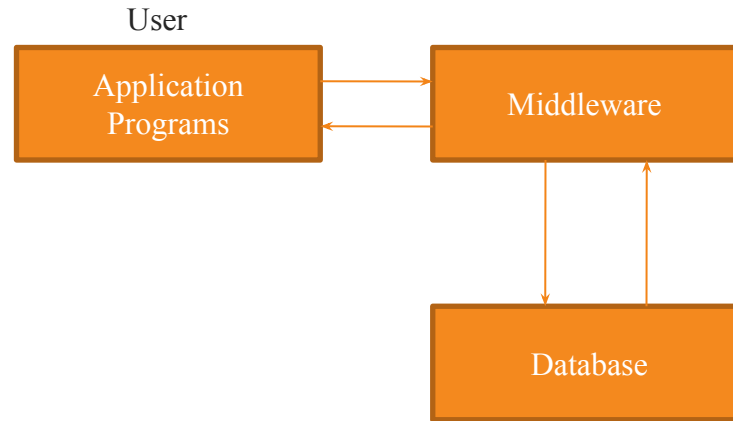 User
Application
Programs
Middleware
Database